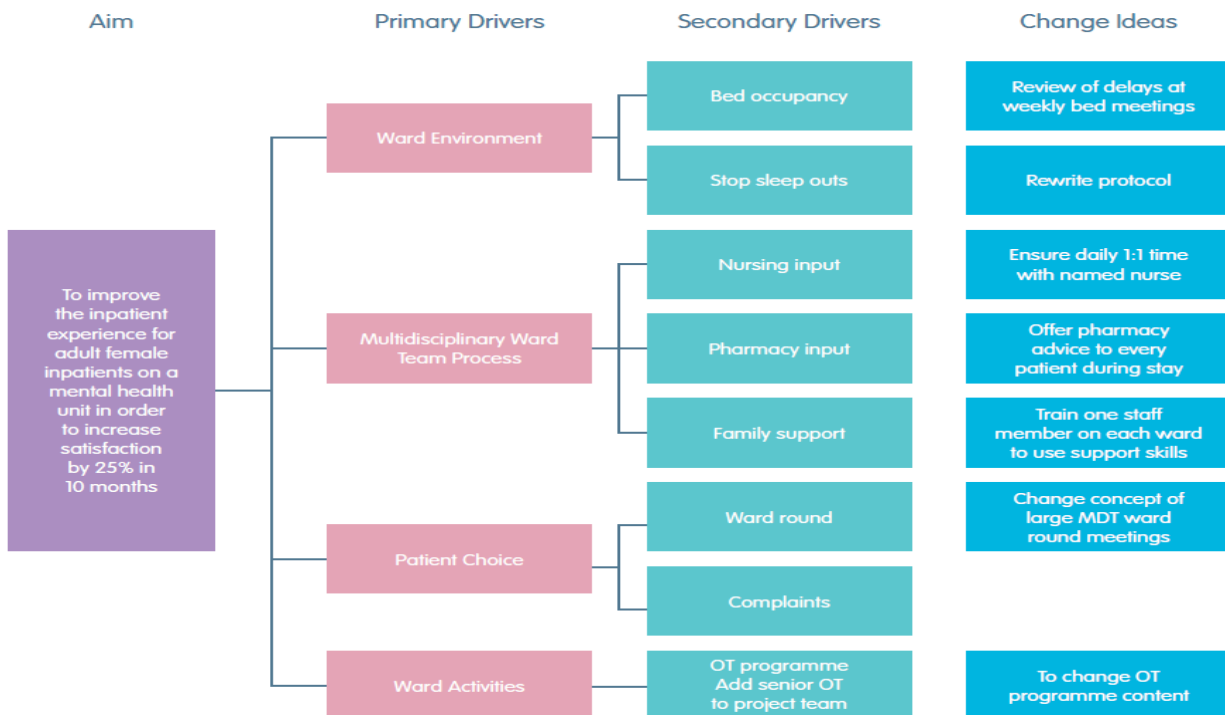 Aim
Primary Drivers
Secondary Drivers
Change Ideas
To improve
the inpatient
experience for
adult female
inpatients on a
mental health
unit in order
to increase
satisfaction
by 25% in
10 months
Ward Environment
Multidisciplinary Ward
Team Process
Patient Choice
Ward Activities
Bed occupancy
Stop sleep outs
Nursing input
Pharmacy input
Family support
Ward round
Complaints
OT programme
Add senior OT
to project team
Review of delays at
weekly bed meetings
Rewrite protocol
Ensure daily 1:1 time
with named nurse
Offer pharmacy
advice to every
patient during stay
Train one staff
member on each ward
to use support skills
Change concept of
large MDT ward
round meetings
To change OT
programme content